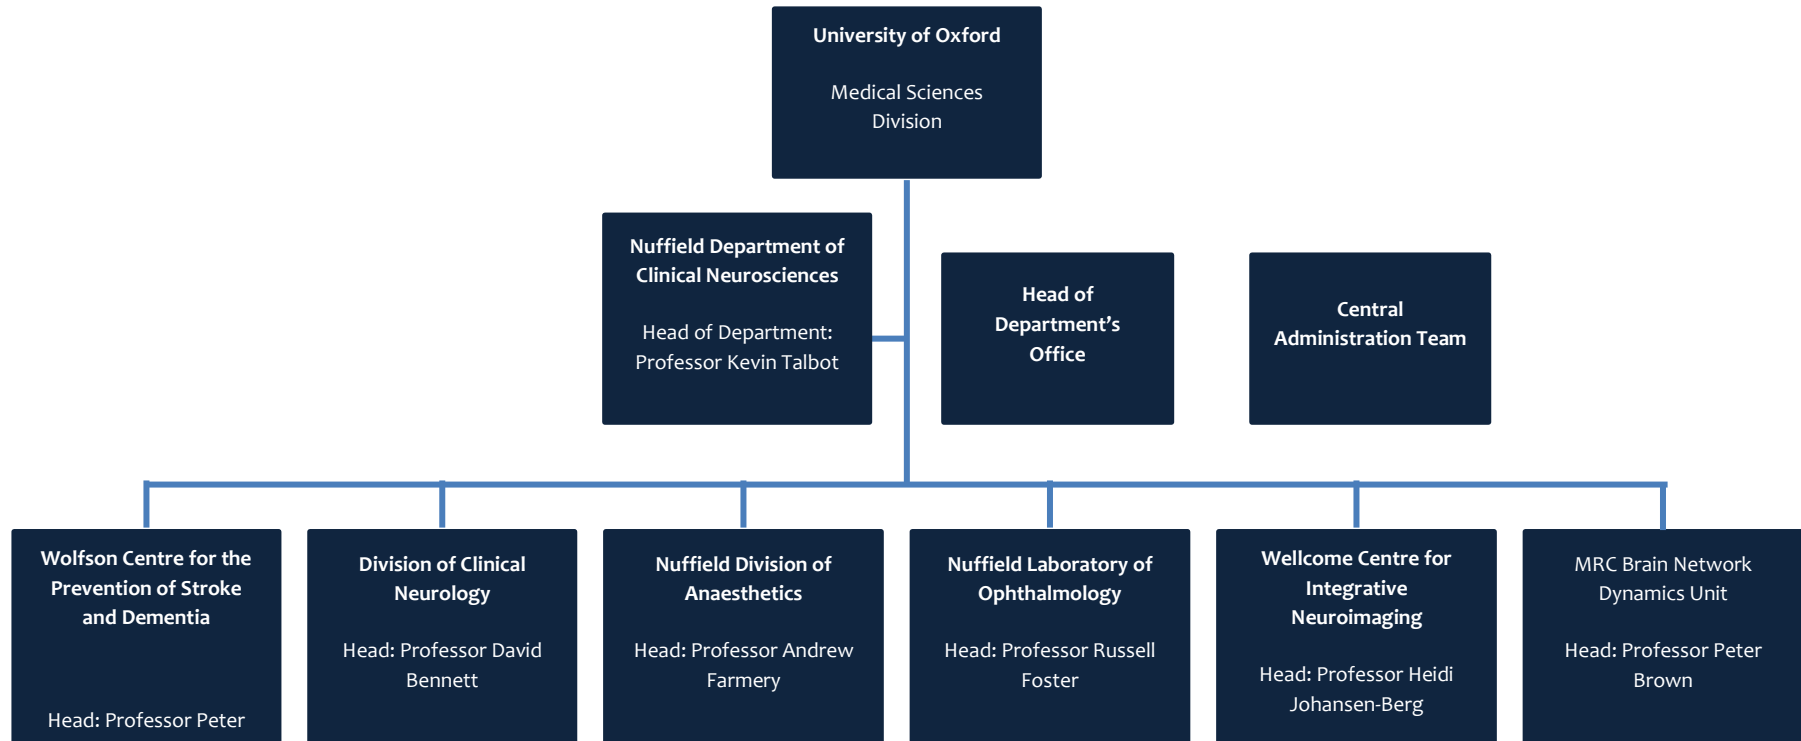 University of Oxford
Medical Sciences
Division
Nuffield Department of
Clinical Neurosciences
Head of Department:
Professor Kevin Talbot
Head of
Department’s
Office
Central
Administration Team
Wolfson Centre for the
Prevention of Stroke
and Dementia
Head: Professor Peter
Division of Clinical
Neurology
Head: Professor David
Bennett
Nuffield Division of
Anaesthetics
Head: Professor Andrew
Farmery
Nuffield Laboratory of
Ophthalmology
Head: Professor Russell
Foster
Wellcome Centre for
Integrative
Neuroimaging
Head: Professor Heidi
Johansen-Berg
MRC Brain Network
Dynamics Unit
Head: Professor Peter
Brown